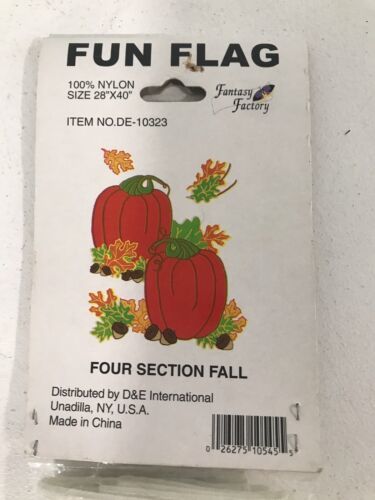 FUN FLAG
100% NYLON
SIZE 28"X40"
Fantasy
Factory
ITEM NO.DE-10323
FOUR SECTION FALL
Distributed by D&E International
Unadilla, NY, U.S.A.
Made in China
0 26275 10545 5